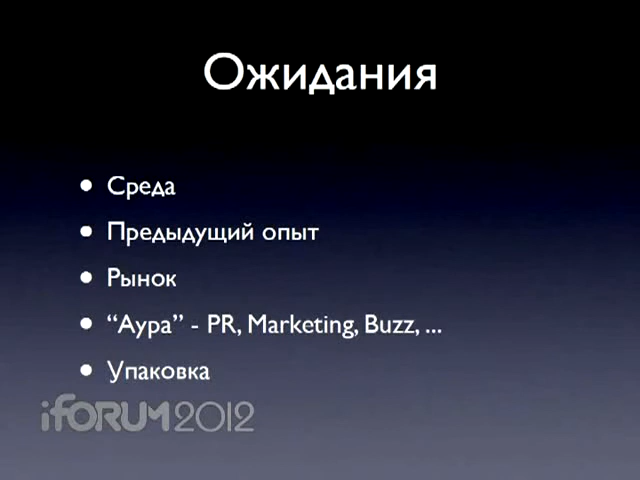 Ожидания
• Среда
• Предыдущий опыт
• Рынок
• “Аура” - PR, Marketing, Buzz, ...
• Упаковка
iFORUM2012